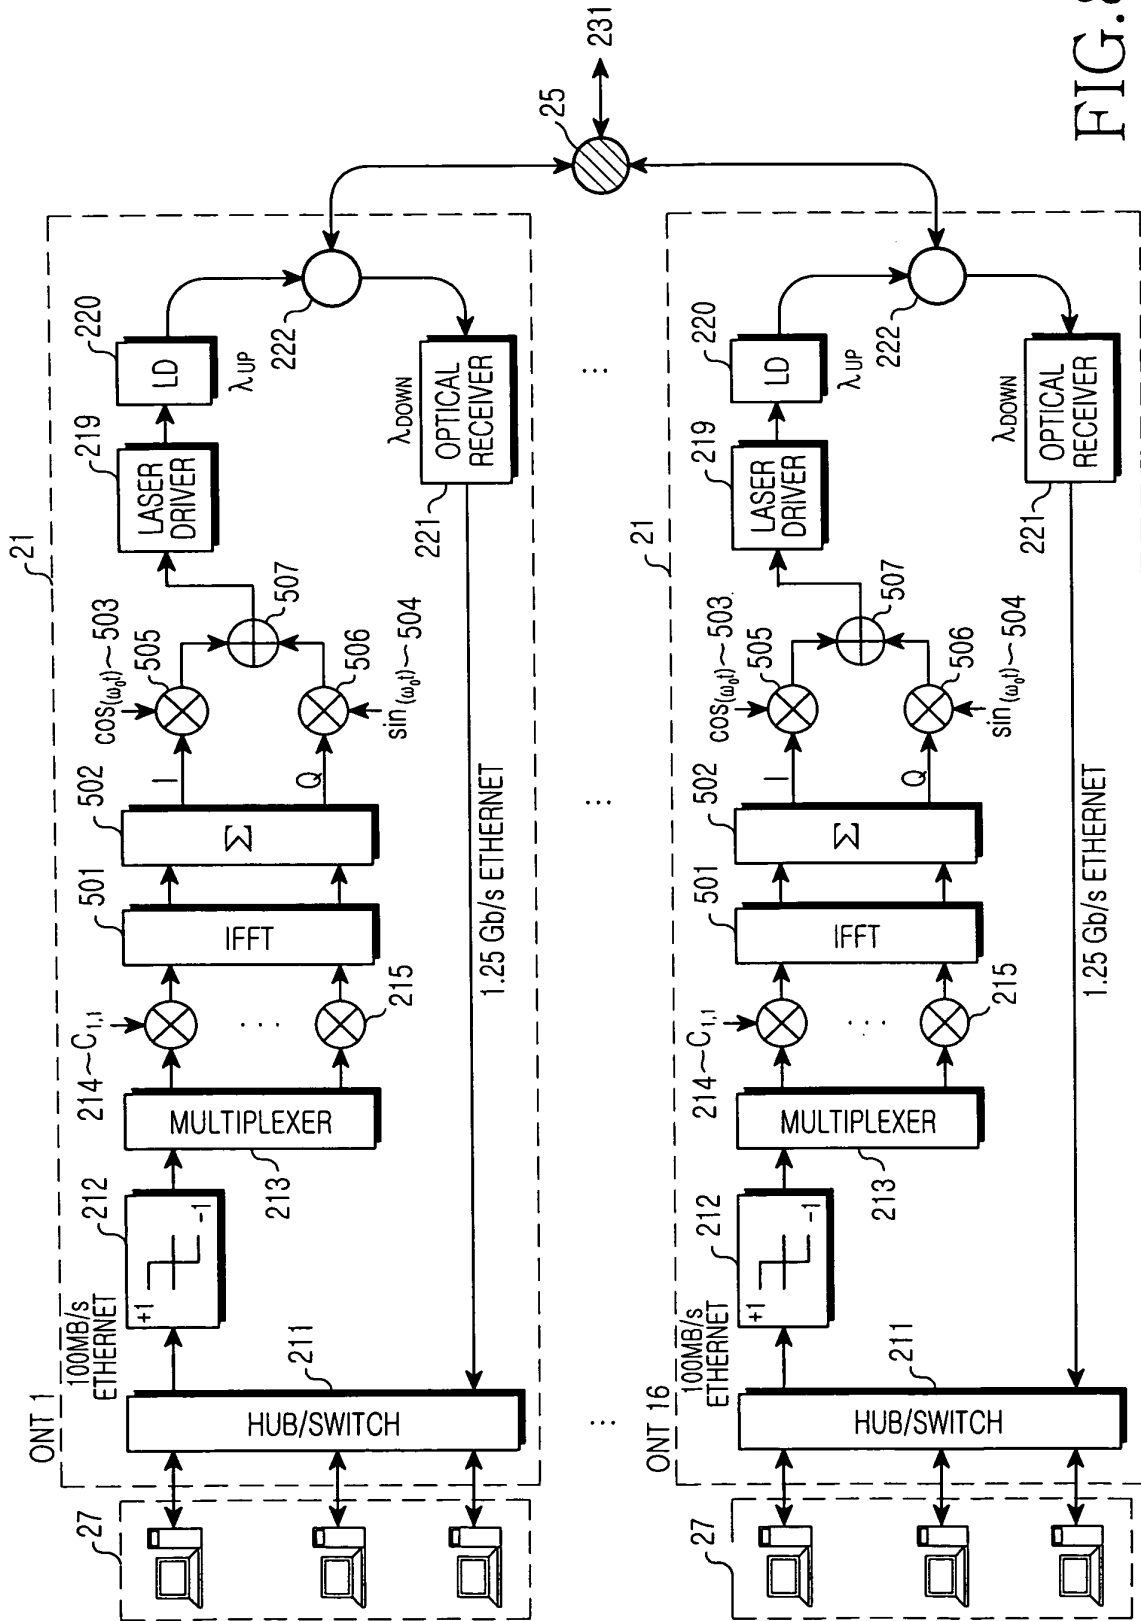 FIG.8
27
ONT 1
21
HUB/SWITCH
211
100MB/s
ETHERNET
+1
-1
212
MULTIPLEXER
213
214~C1,1
...
215
IFFT
501
Σ
502
I
Q
cos(ω0t)~503
505
sin(ω0t)~504
506
507
LASER
DRIVER
219
LD
220
λUP
222
λDOWN
OPTICAL
RECEIVER
221
1.25 Gb/s ETHERNET
25
231
...
...
...
27
ONT 16
21
HUB/SWITCH
211
100MB/s
ETHERNET
+1
-1
212
MULTIPLEXER
213
214~C1,1
...
215
IFFT
501
Σ
502
I
Q
cos(ω0t)~503
505
sin(ω0t)~504
506
507
LASER
DRIVER
219
LD
220
λUP
222
λDOWN
OPTICAL
RECEIVER
221
1.25 Gb/s ETHERNET